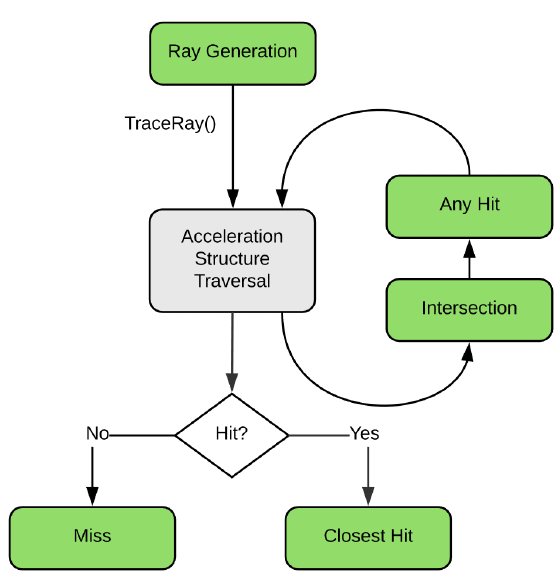 Ray Generation
TraceRay()
Acceleration
Structure
Traversal
Any Hit
Intersection
Hit?
No
Yes
Miss
Closest Hit